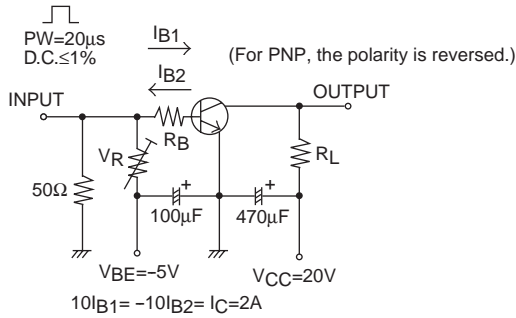 PW=20μs
D.C.≤1%
IB1
IB2
(For PNP, the polarity is reversed.)
INPUT
OUTPUT
RB
VR
RL
50Ω
100μF
470μF
+
+
VBE=–5V
VCC=20V
10IB1= –10IB2= IC=2A